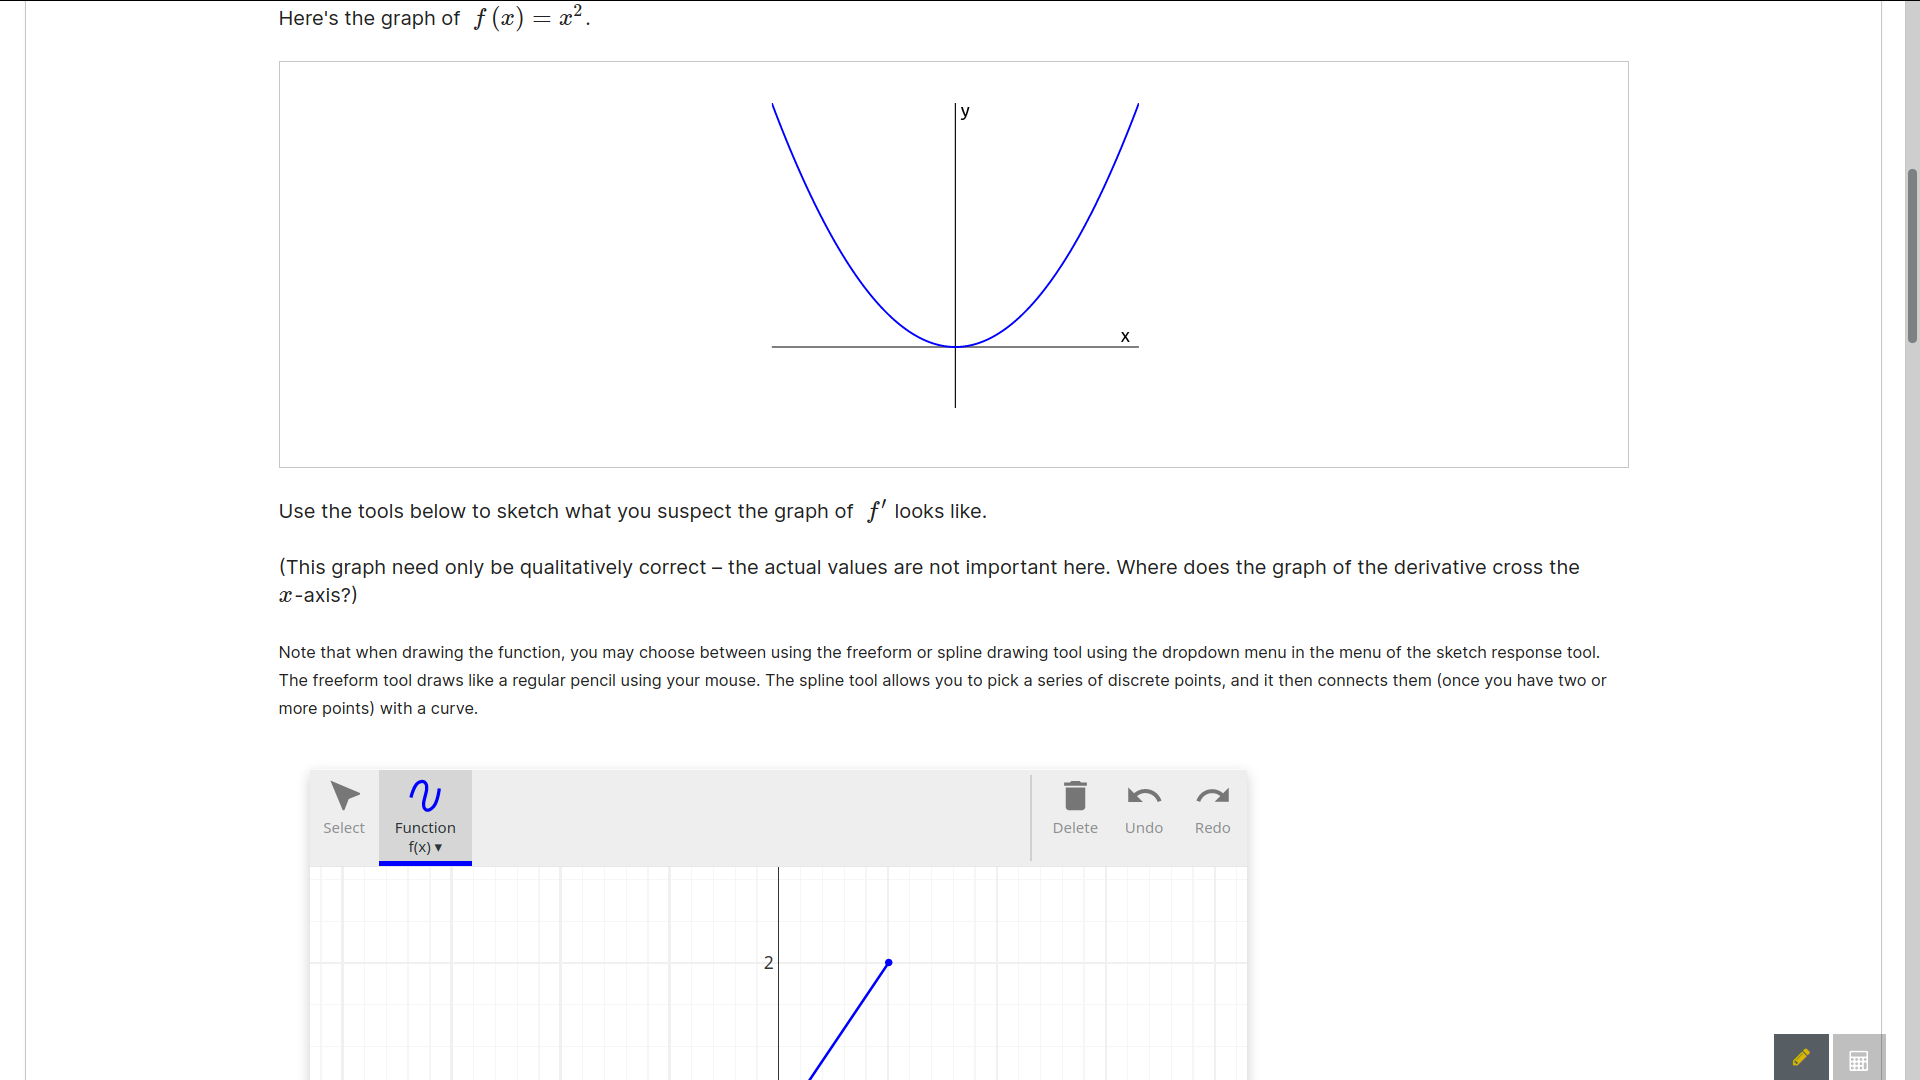 Here's the graph of f(x) = x².
y
x
Use the tools below to sketch what you suspect the graph of f′ looks like.
(This graph need only be qualitatively correct – the actual values are not important here. Where does the graph of the derivative cross the
x-axis?)
Note that when drawing the function, you may choose between using the freeform or spline drawing tool using the dropdown menu in the menu of the sketch response tool.
The freeform tool draws like a regular pencil using your mouse. The spline tool allows you to pick a series of discrete points, and it then connects them (once you have two or
more points) with a curve.
Select
Function
f(x) ▾
Delete
Undo
Redo
2